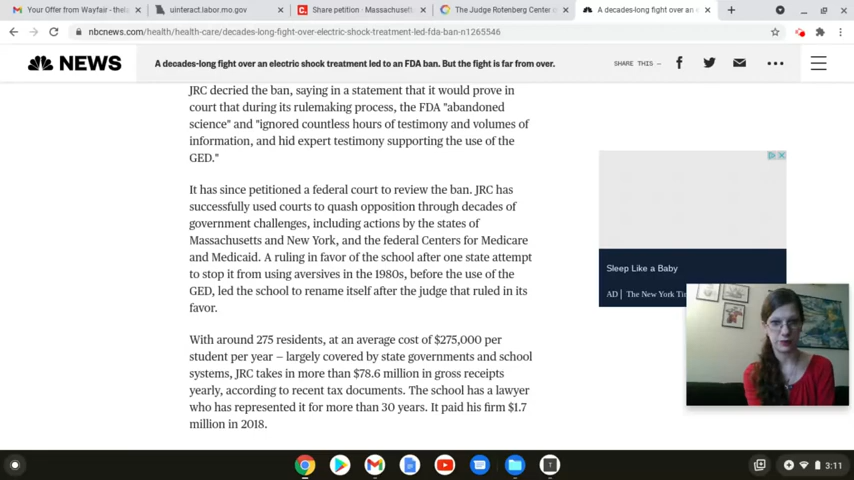 Your Offer from Wayfair - thela
uinteract.labor.mo.gov
Share petition · Massachusett
The Judge Rotenberg Center e
A decades-long fight over an e
nbcnews.com/health/health-care/decades-long-fight-over-electric-shock-treatment-led-fda-ban-n1265546
NEWS
A decades-long fight over an electric shock treatment led to an FDA ban. But the fight is far from over.
SHARE THIS —
JRC decried the ban, saying in a statement that it would prove in
court that during its rulemaking process, the FDA "abandoned
science" and "ignored countless hours of testimony and volumes of
information, and hid expert testimony supporting the use of the
GED."
It has since petitioned a federal court to review the ban. JRC has
successfully used courts to quash opposition through decades of
government challenges, including actions by the states of
Massachusetts and New York, and the federal Centers for Medicare
and Medicaid. A ruling in favor of the school after one state attempt
to stop it from using aversives in the 1980s, before the use of the
GED, led the school to rename itself after the judge that ruled in its
favor.
With around 275 residents, at an average cost of $275,000 per
student per year — largely covered by state governments and school
systems, JRC takes in more than $78.6 million in gross receipts
yearly, according to recent tax documents. The school has a lawyer
who has represented it for more than 30 years. It paid his firm $1.7
million in 2018.
Sleep Like a Baby
AD | The New York Tim
3:11